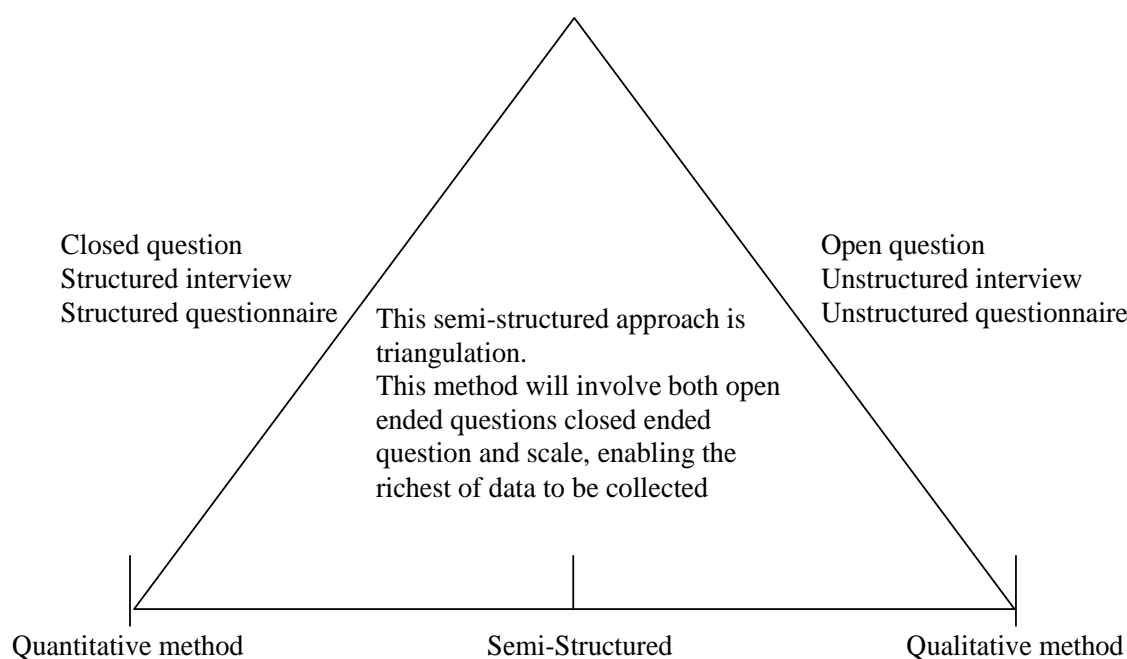 Closed question
Structured interview
Structured questionnaire
Open question
Unstructured interview
Unstructured questionnaire
This semi-structured approach is
triangulation.
This method will involve both open
ended questions closed ended
question and scale, enabling the
richest of data to be collected
Quantitative method
Semi-Structured
Qualitative method